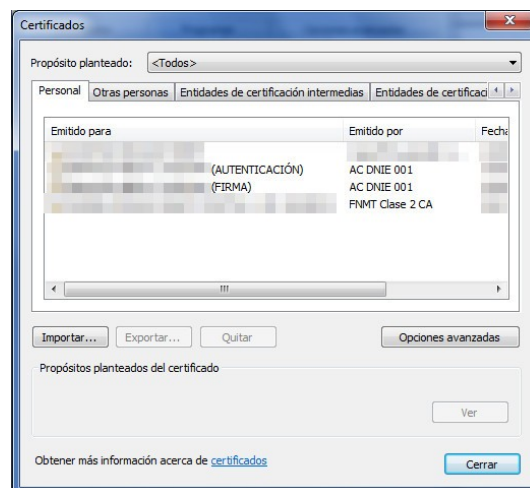 Certificados
Propósito planteado: <Todos>
Personal Otras personas Entidades de certificación intermedias Entidades de certificaci
Emitido para Emitido por Fecha
(AUTENTICACIÓN) AC DNIE 001
(FIRMA) AC DNIE 001
FNMT Clase 2 CA
Importar... Exportar... Quitar Opciones avanzadas
Propósitos planteados del certificado
Ver
Obtener más información acerca de certificados
Cerrar